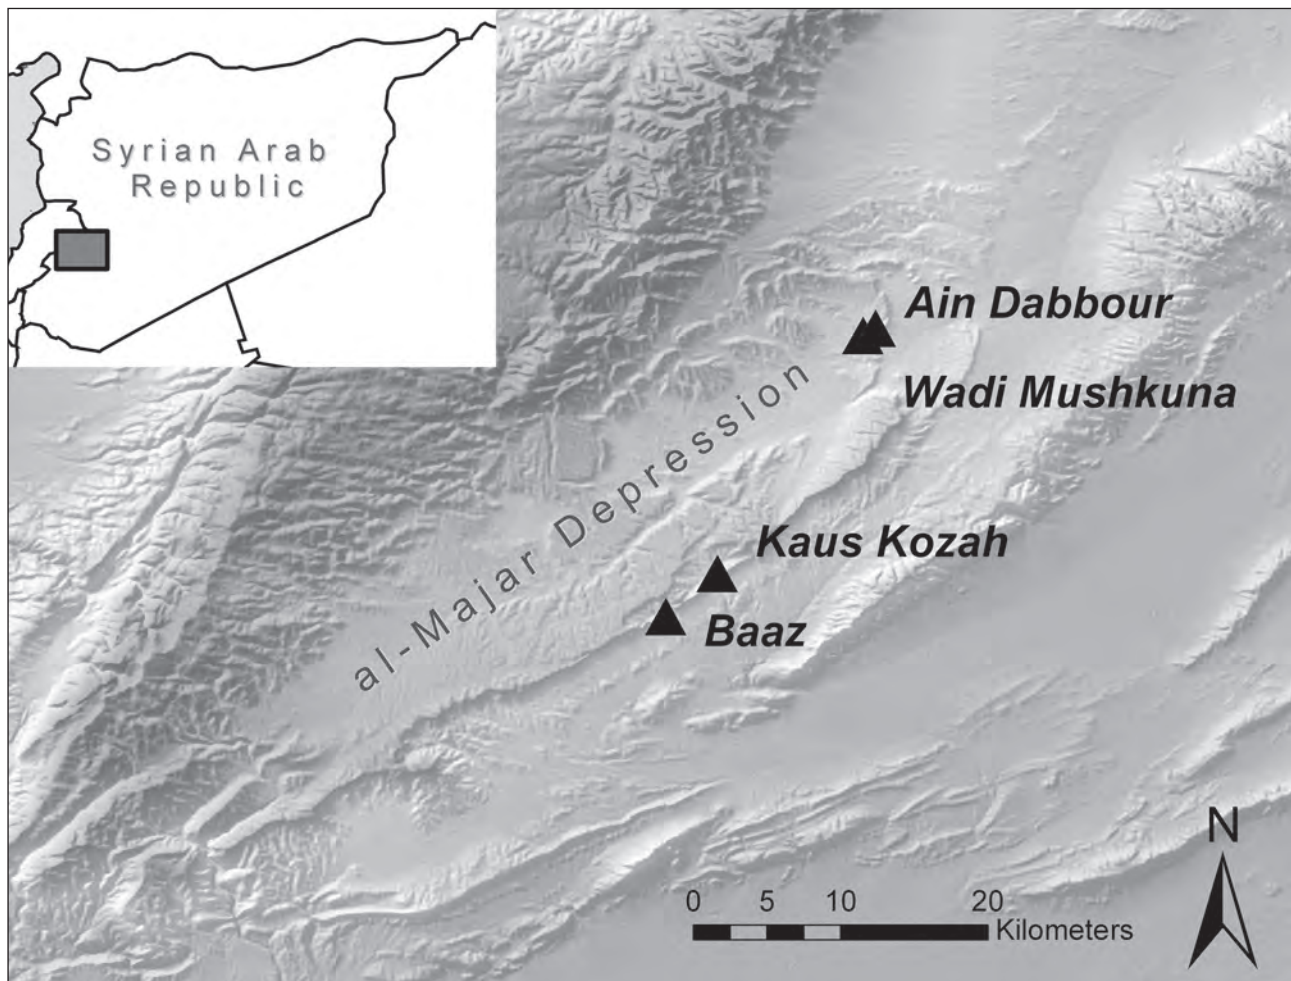 Syrian Arab
Republic
Ain Dabbour
Wadi Mushkuna
al-Majar Depression
Kaus Kozah
Baaz
N
0 5 10 20
Kilometers